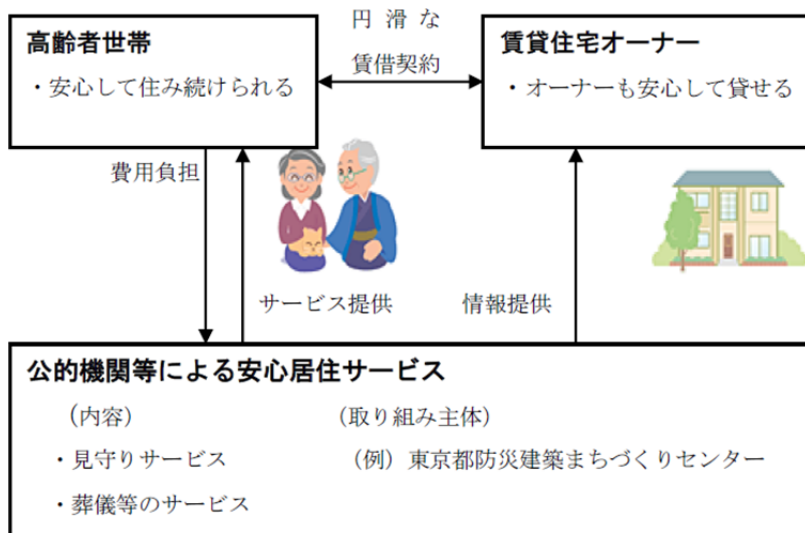 高齢者世帯
・安心して住み続けられる
円滑な
賃借契約
賃貸住宅オーナー
・オーナーも安心して貸せる
費用負担
サービス提供
情報提供
公的機関等による安心居住サービス
（内容）
（取り組み主体）
・見守りサービス
（例）東京都防災建築まちづくりセンター
・葬儀等のサービス